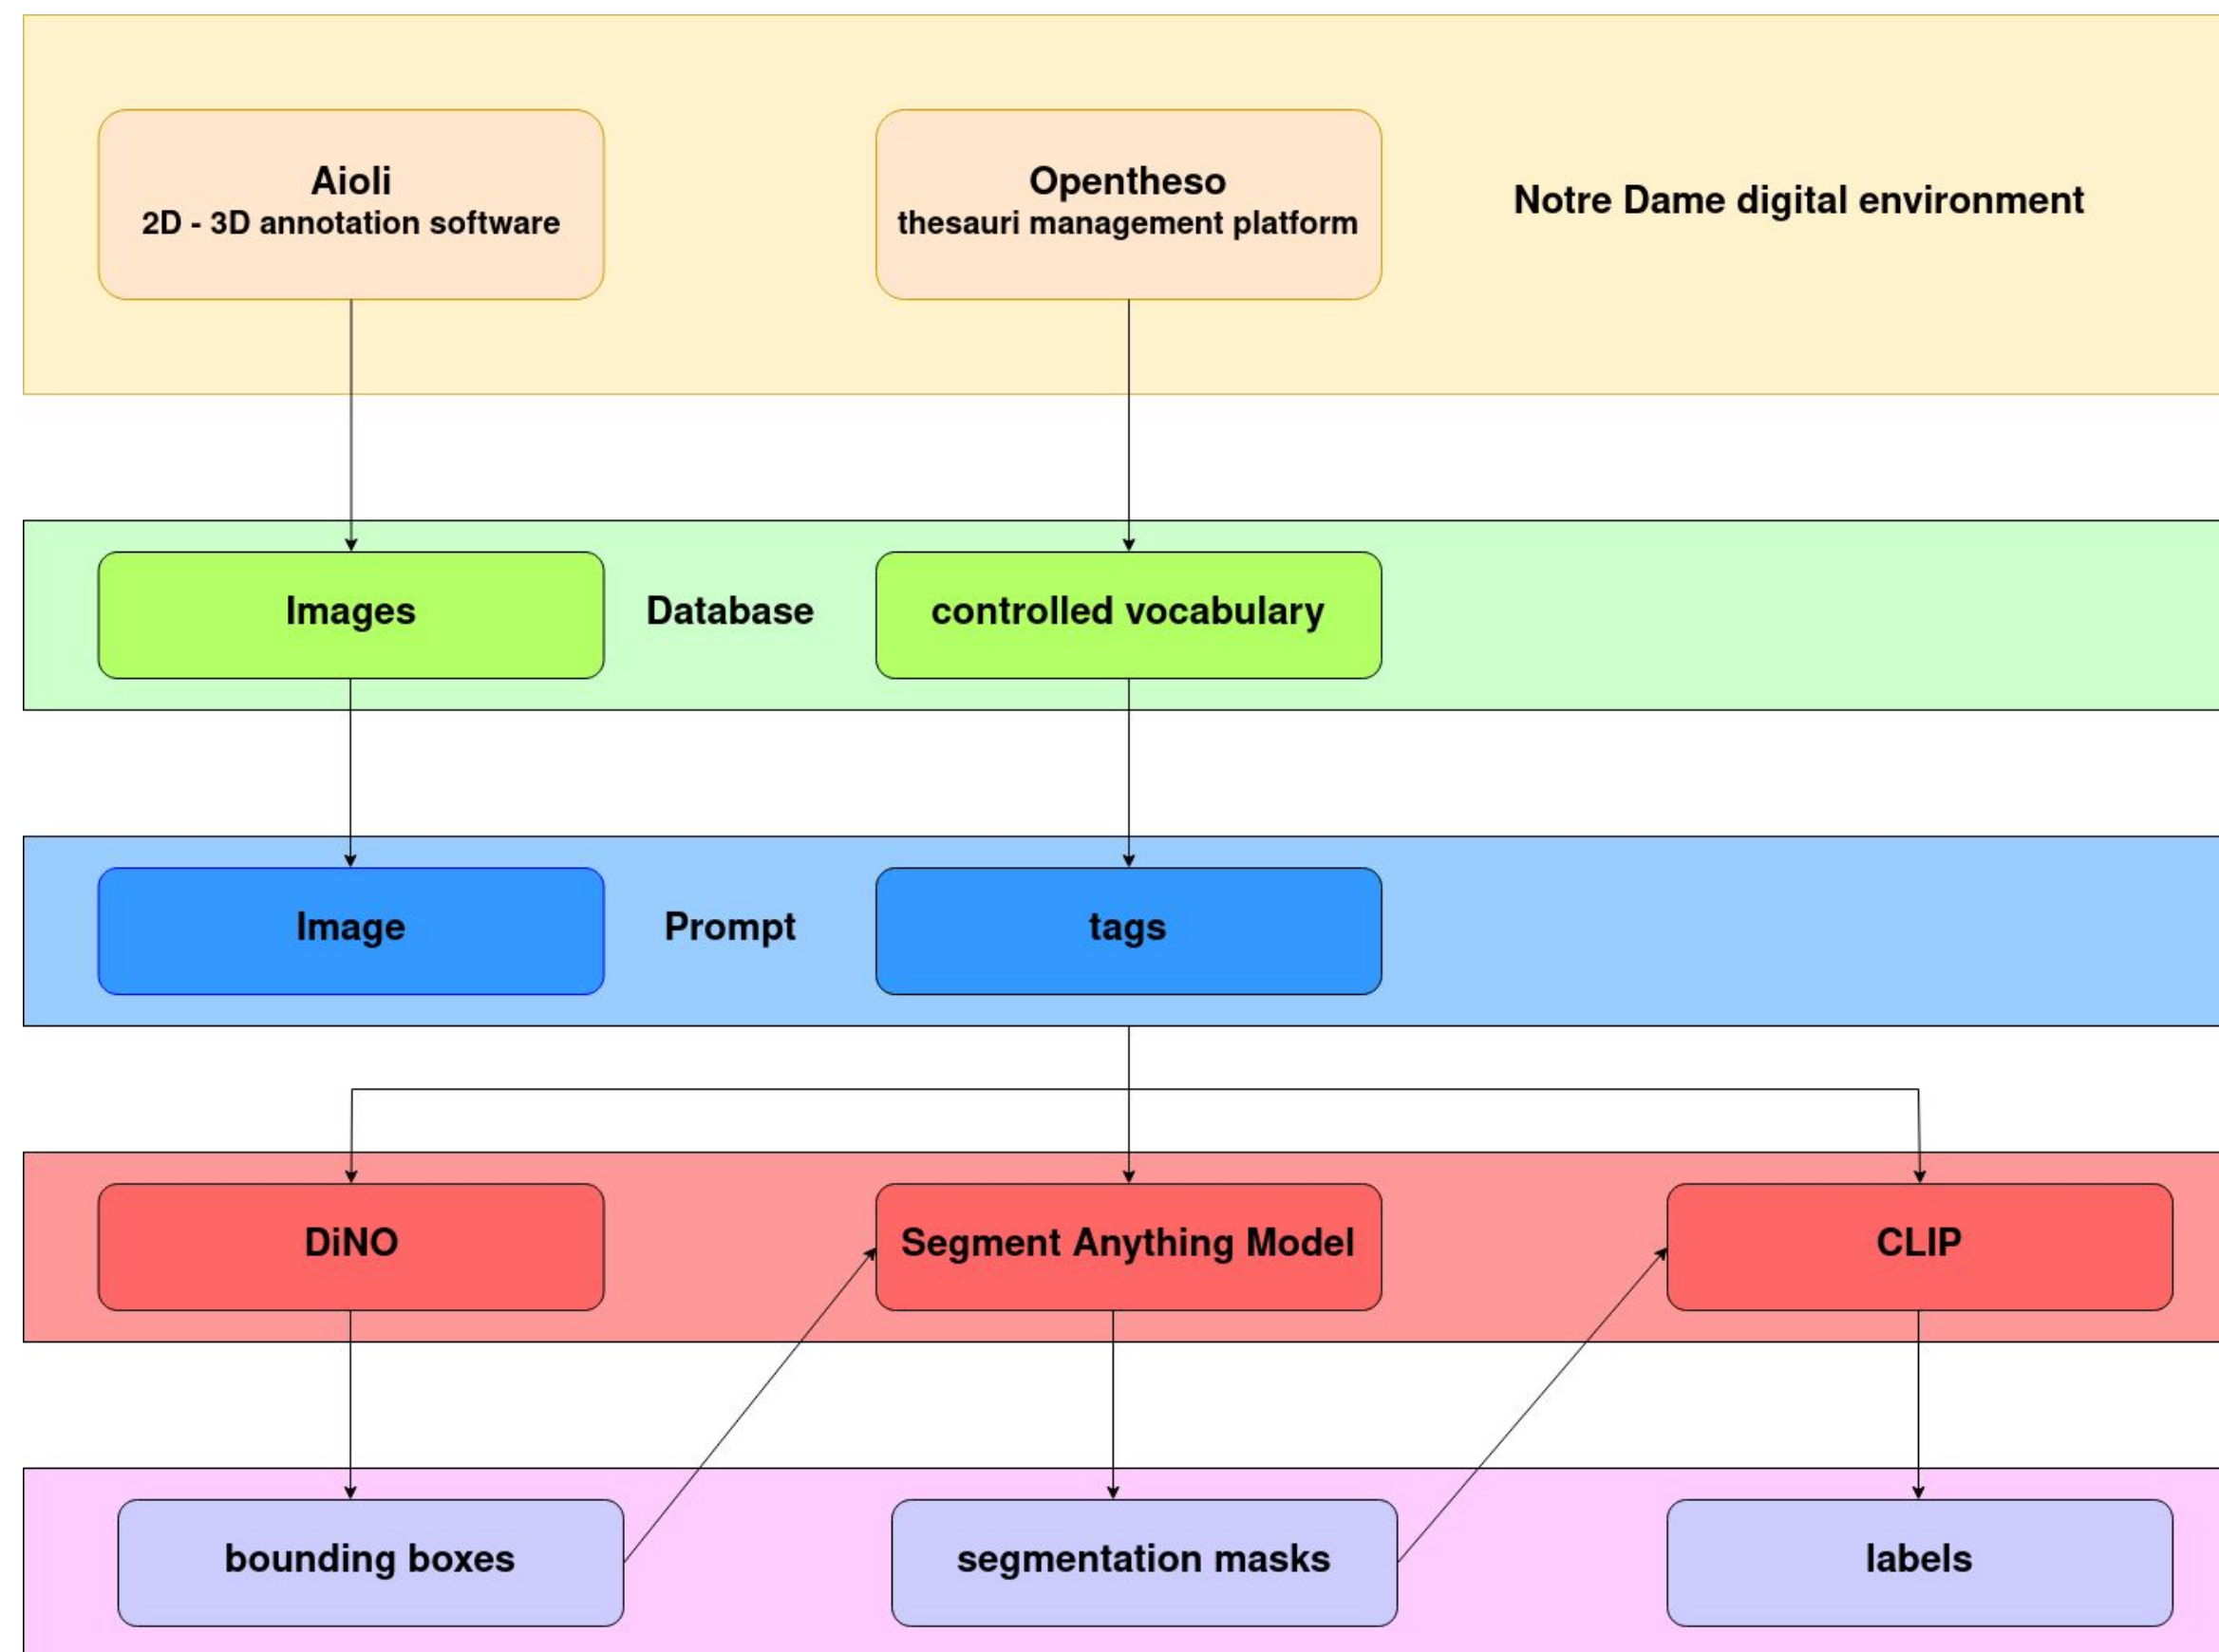 Aioli
2D - 3D annotation software
Opentheso
thesauri management platform
Notre Dame digital environment
Images
Database
controlled vocabulary
Image
Prompt
tags
DiNO
Segment Anything Model
CLIP
bounding boxes
segmentation masks
labels